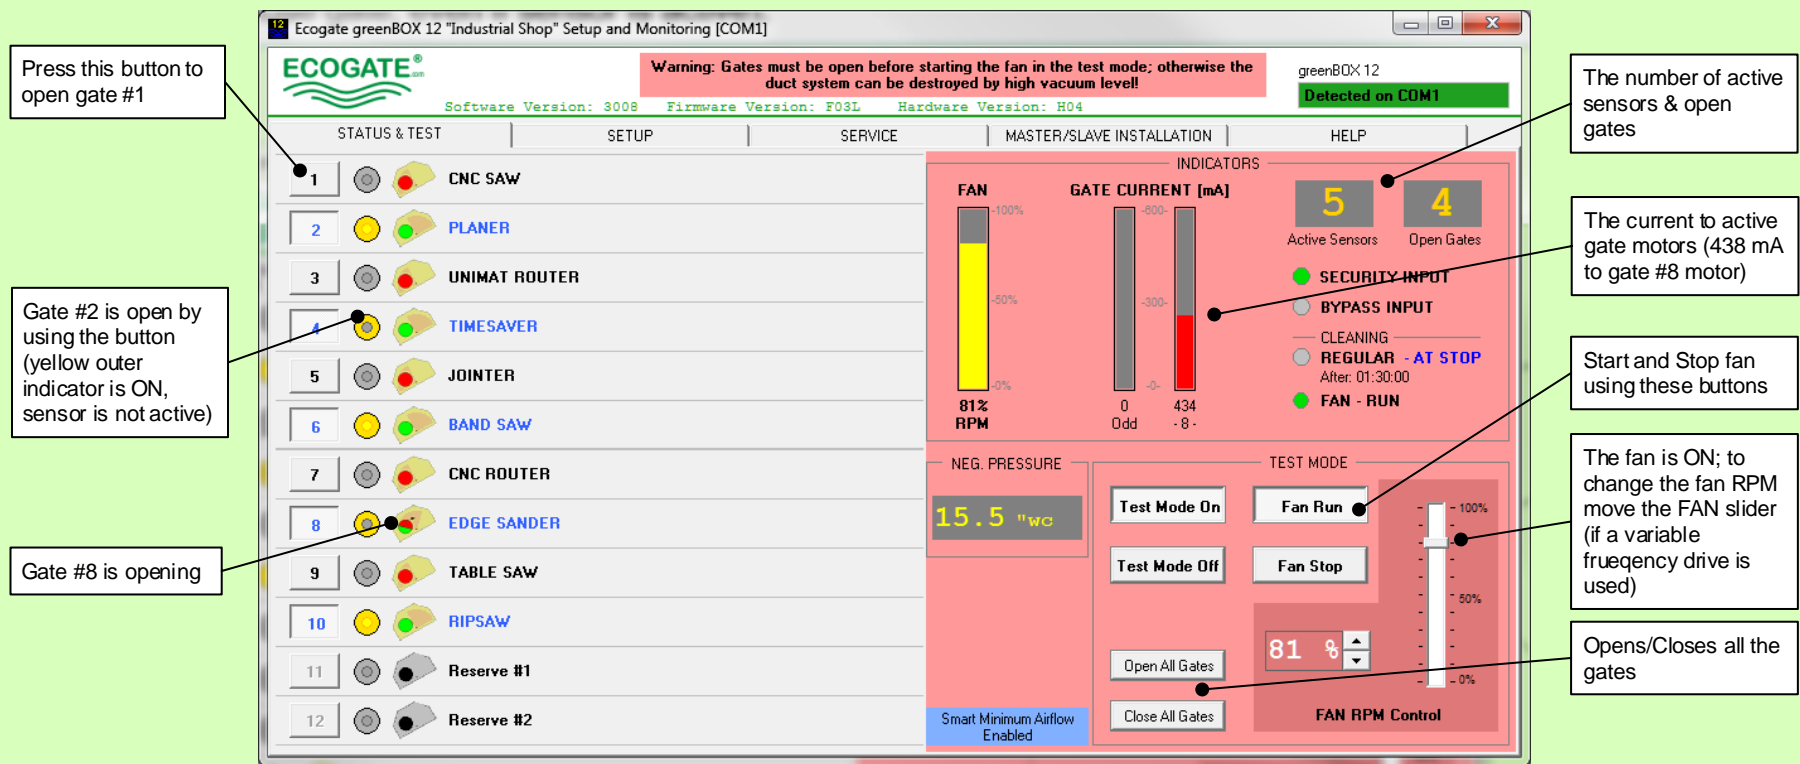 Ecogate greenBOX 12 "Industrial Shop" Setup and Monitoring [COM1]
ECOGATE®
.com
Warning: Gates must be open before starting the fan in the test mode; otherwise the
duct system can be destroyed by high vacuum level!
greenBOX 12
Detected on COM1
Software Version: 3008 Firmware Version: F03L Hardware Version: H04
STATUS & TEST
SETUP
SERVICE
MASTER/SLAVE INSTALLATION
HELP
Press this button to
open gate #1
Gate #2 is open by
using the button
(yellow outer
indicator is ON,
sensor is not active)
Gate #8 is opening
1 CNC SAW
2 PLANER
3 UNIMAT ROUTER
4 TIMESAVER
5 JOINTER
6 BAND SAW
7 CNC ROUTER
8 EDGE SANDER
9 TABLE SAW
10 RIPSAW
11 Reserve #1
12 Reserve #2
INDICATORS
FAN
-100%
-50%
-0%
81%
RPM
GATE CURRENT [mA]
-600-
-300-
-0-
0 434
Odd - 8 -
5 4
Active Sensors Open Gates
SECURITY INPUT
BYPASS INPUT
CLEANING
REGULAR - AT STOP
After: 01:30:00
FAN - RUN
NEG. PRESSURE
15.5 "WC
Smart Minimum Airflow
Enabled
TEST MODE
Test Mode On
Fan Run
Test Mode Off
Fan Stop
Open All Gates
Close All Gates
81 %
100%
50%
0%
FAN RPM Control
The number of active
sensors & open
gates
The current to active
gate motors (438 mA
to gate #8 motor)
Start and Stop fan
using these buttons
The fan is ON; to
change the fan RPM
move the FAN slider
(if a variable
fruegency drive is
used)
Opens/Closes all the
gates